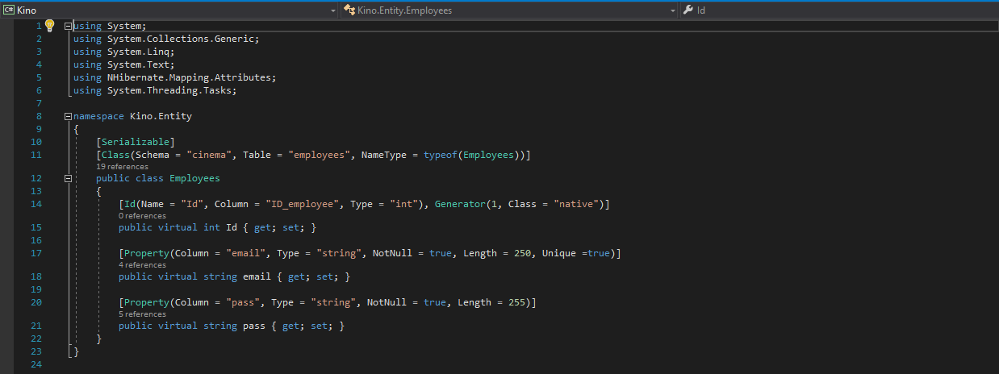 C# Kino Kino.Entity.Employees Id
1 using System;
2 using System.Collections.Generic;
3 using System.Linq;
4 using System.Text;
5 using NHibernate.Mapping.Attributes;
6 using System.Threading.Tasks;
7
8 namespace Kino.Entity
9 {
10 [Serializable]
11 [Class(Schema = "cinema", Table = "employees", NameType = typeof(Employees))]
19 references
12 public class Employees
13 {
14 [Id(Name = "Id", Column = "ID_employee", Type = "int"), Generator(1, Class = "native")]
0 references
15 public virtual int Id { get; set; }
16
17 [Property(Column = "email", Type = "string", NotNull = true, Length = 250, Unique =true)]
4 references
18 public virtual string email { get; set; }
19
20 [Property(Column = "pass", Type = "string", NotNull = true, Length = 255)]
5 references
21 public virtual string pass { get; set; }
22 }
23 }
24